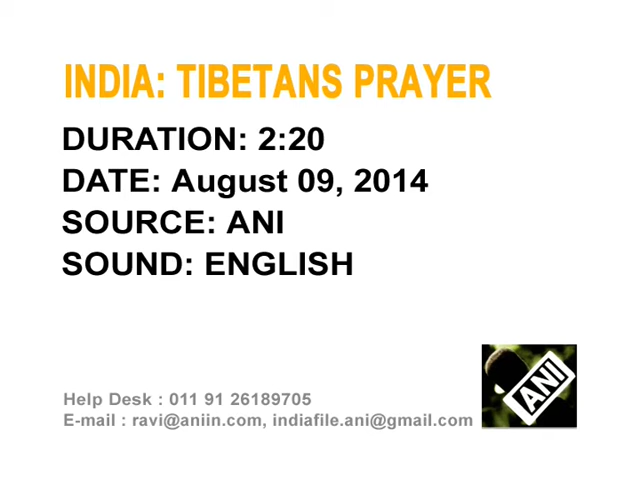 INDIA: TIBETANS PRAYER
DURATION: 2:20
DATE: August 09, 2014
SOURCE: ANI
SOUND: ENGLISH
Help Desk : 011 91 26189705
E-mail : ravi@aniin.com, indiafile.ani@gmail.com
ANI